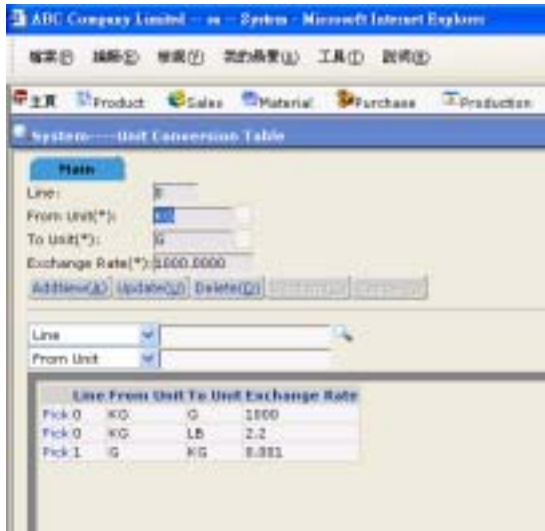 ABC Company Limited -- sa -- System - Microsoft Internet Explorer
檔案(F) 編輯(E) 檢視(V) 我的最愛(A) 工具(T) 說明(H)
主頁 Product Sales Material Purchase Production
System----Unit Conversion Table
Main
Line: 0
From Unit(*): KG
To Unit(*): G
Exchange Rate(*): 1000.0000
AddNew(A) Update(U) Delete(D)
Line
From Unit
Line From Unit To Unit Exchange Rate
Pick 0 KG G 1000
Pick 0 KG LB 2.2
Pick 1 G KG 0.001